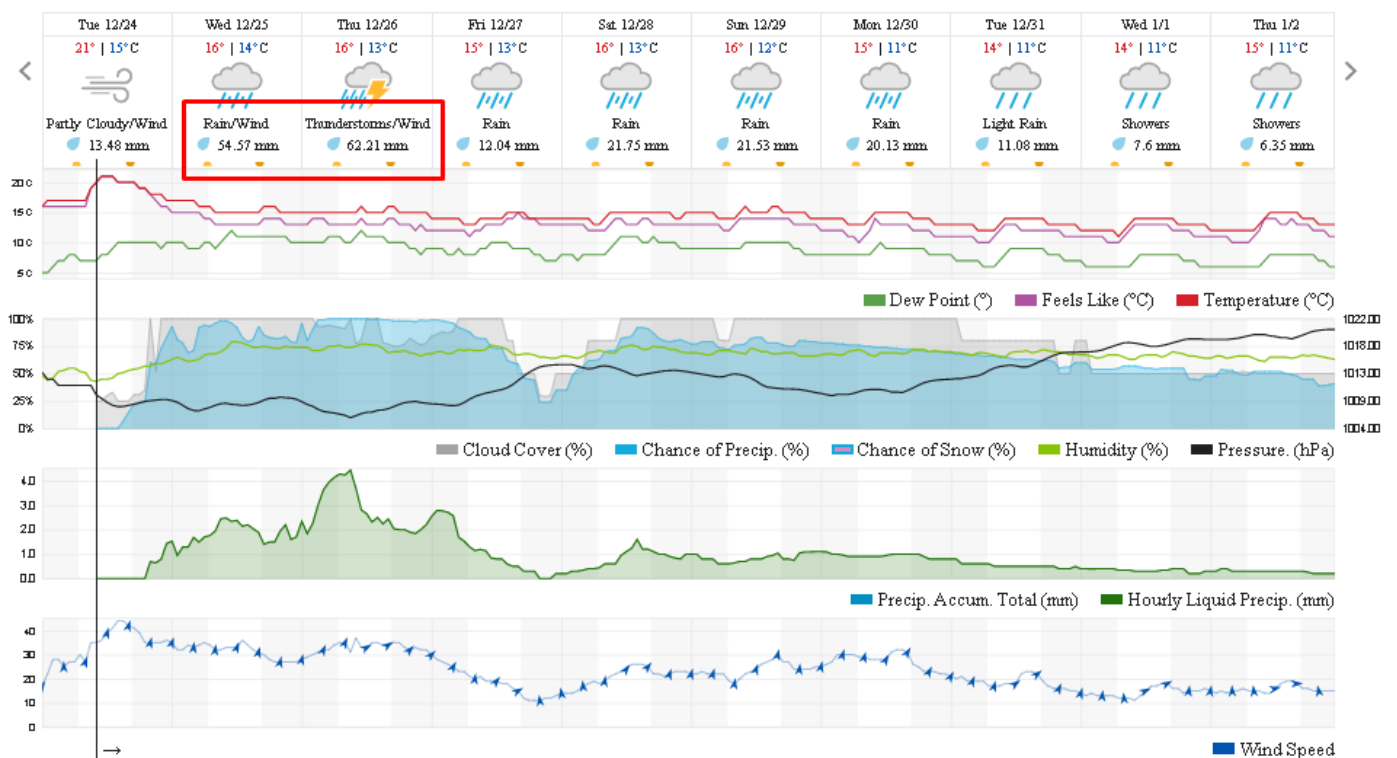 Tue 12/24 Wed 12/25 Thu 12/26 Fri 12/27 Sat 12/28 Sun 12/29 Mon 12/30 Tue 12/31 Wed 1/1 Thu 1/2
21° | 15°C 16° | 14°C 16° | 13°C 15° | 13°C 16° | 13°C 16° | 12°C 15° | 11°C 14° | 11°C 14° | 11°C 15° | 11°C
Partly Cloudy/Wind Rain/Wind Thunderstorms/Wind Rain Rain Rain Rain Light Rain Showers Showers
13.48 mm 54.57 mm 62.21 mm 12.04 mm 21.75 mm 21.53 mm 20.13 mm 11.08 mm 7.6 mm 6.35 mm
20 C
15 C
10 C
5 C
Dew Point (°) Feels Like (°C) Temperature (°C)
100% 1022.00
75% 1018.00
50% 1013.00
25% 1009.00
0% 1004.00
Cloud Cover (%) Chance of Precip. (%) Chance of Snow (%) Humidity (%) Pressure. (hPa)
4.0
3.0
2.0
1.0
0.0
Precip. Accum. Total (mm) Hourly Liquid Precip. (mm)
40
30
20
10
0
→
Wind Speed